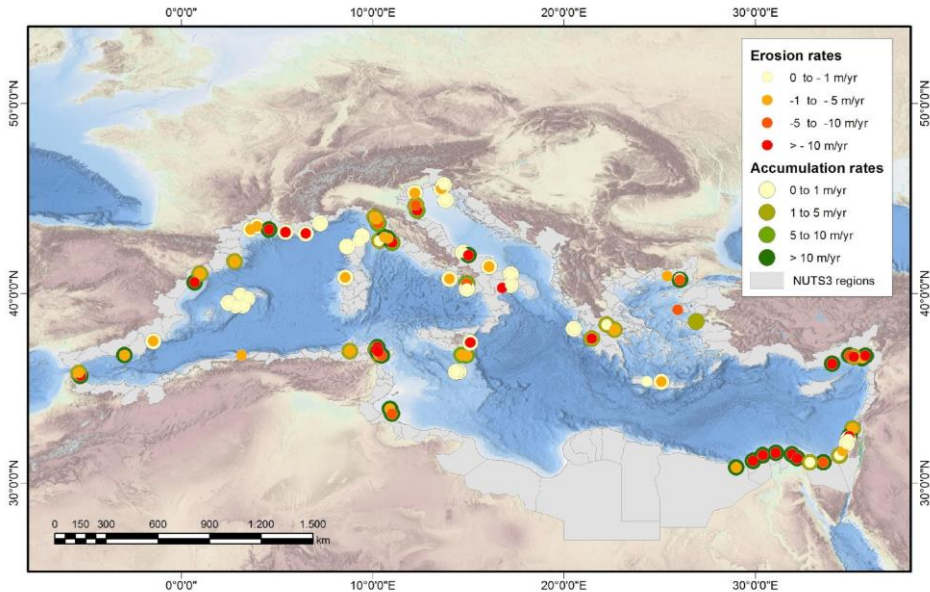 0°0'0" 10°0'0"E 20°0'0"E 30°0'0"E
50°0'0"N 50°0'0"N
40°0'0"N 40°0'0"N
30°0'0"N 30°0'0"N
Erosion rates
0 to - 1 m/yr
-1 to - 5 m/yr
-5 to -10 m/yr
> - 10 m/yr
Accumulation rates
0 to 1 m/yr
1 to 5 m/yr
5 to 10 m/yr
> 10 m/yr
NUTS3 regions
0 150 300 600 900 1.200 1.500
km
0°0'0" 10°0'0"E 20°0'0"E 30°0'0"E